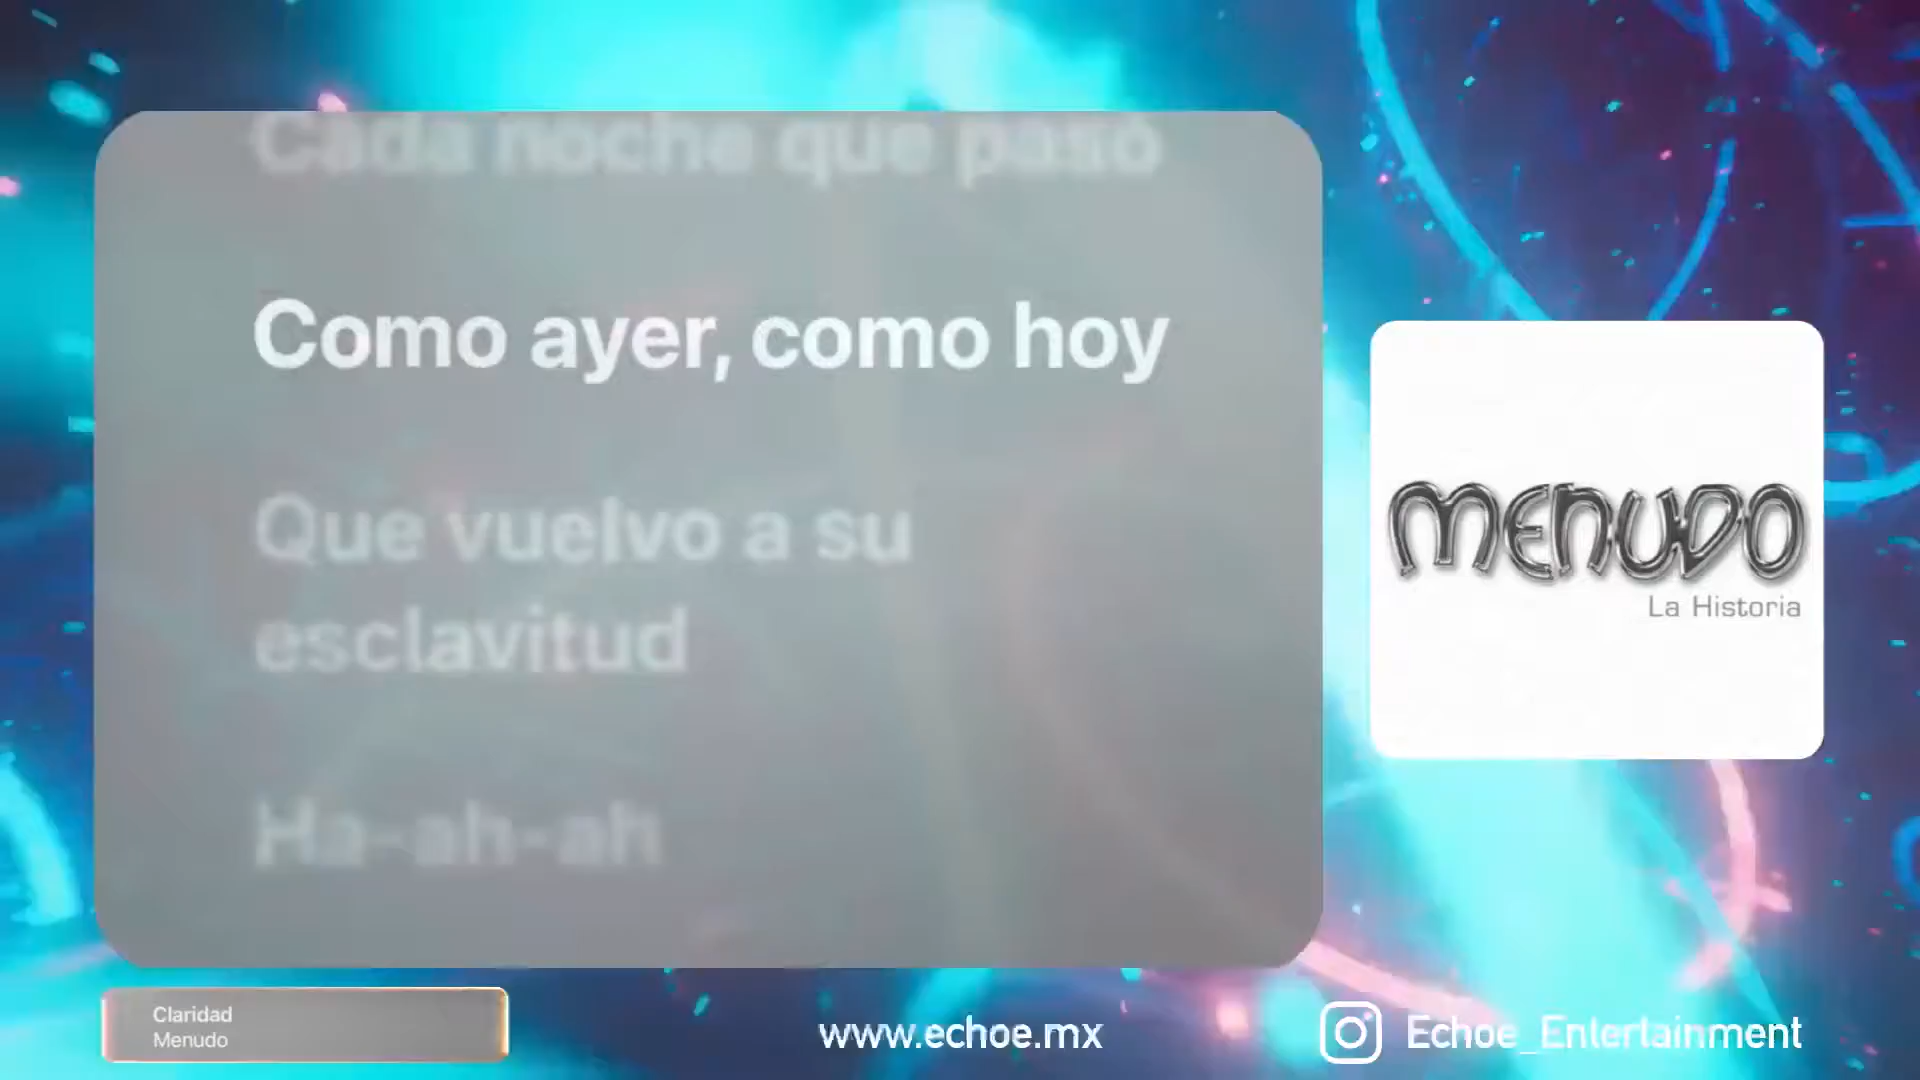 Cada noche que pasó
Como ayer, como hoy
Que vuelvo a su
esclavitud
Ha-ah-ah
MENUDO
La Historia
Claridad
Menudo
www.echoe.mx
Echoe_Entertainment